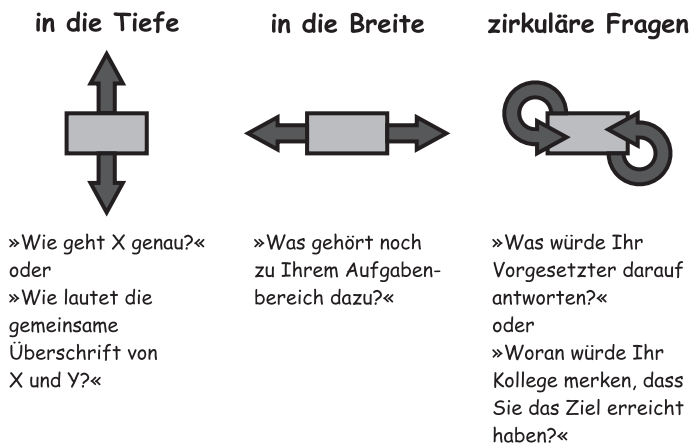 in die Tiefe
»Wie geht X genau?«
oder
»Wie lautet die
gemeinsame
Überschrift von
X und Y?«
in die Breite
»Was gehört noch
zu Ihrem Aufgaben-
bereich dazu?«
zirkuläre Fragen
»Was würde Ihr
Vorgesetzter darauf
antworten?«
oder
»Woran würde Ihr
Kollege merken, dass
Sie das Ziel erreicht
haben?«